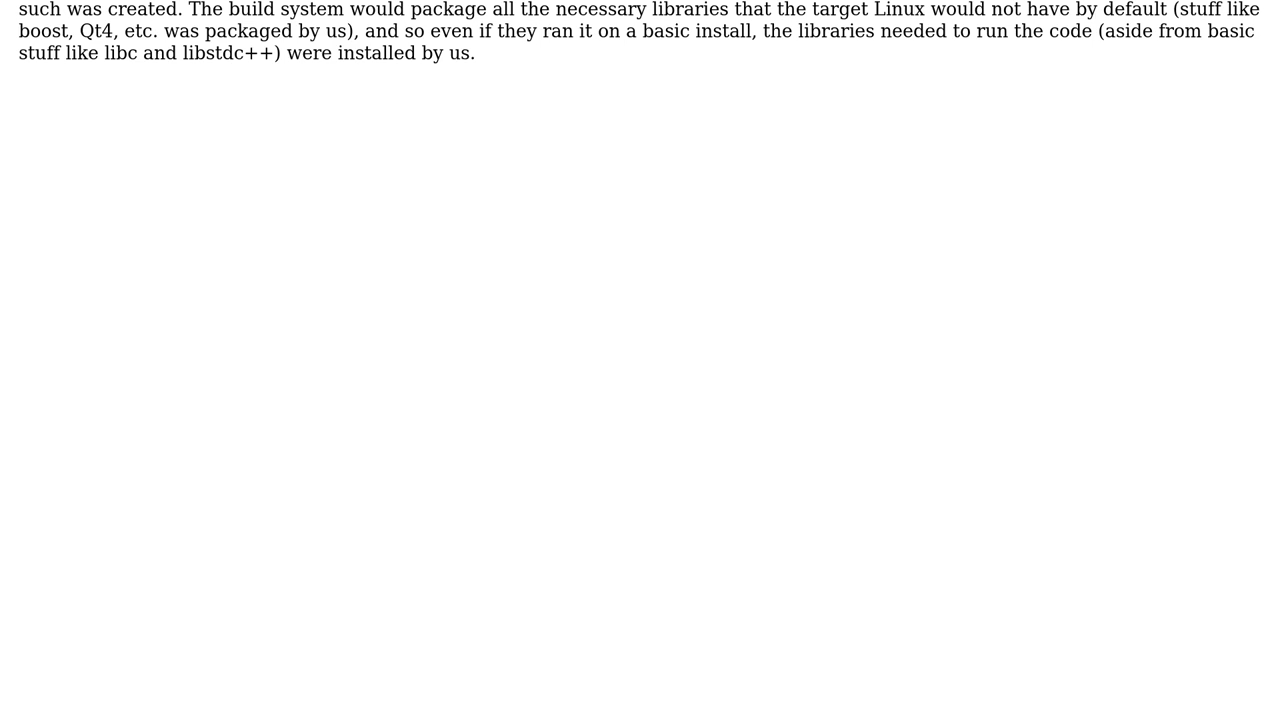 such was created. The build system would package all the necessary libraries that the target Linux would not have by default (stuff like
boost, Qt4, etc. was packaged by us), and so even if they ran it on a basic install, the libraries needed to run the code (aside from basic
stuff like libc and libstdc++) were installed by us.